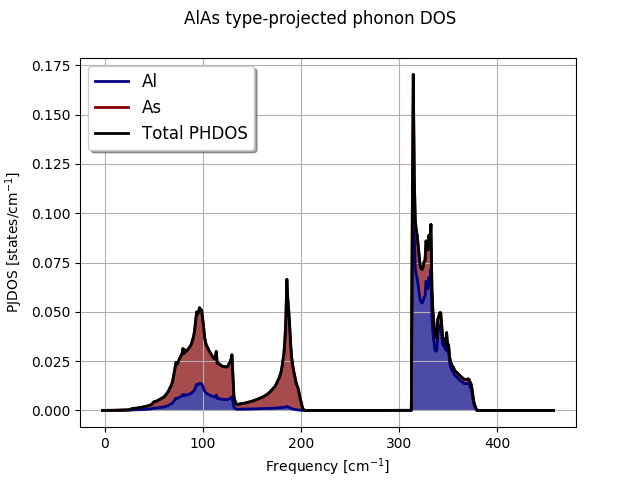 AlAs type-projected phonon DOS
0.175
0.150
0.125
0.100
0.075
0.050
0.025
0.000
PJDOS [states/cm⁻¹]
Al
As
Total PHDOS
0 100 200 300 400
Frequency [cm⁻¹]